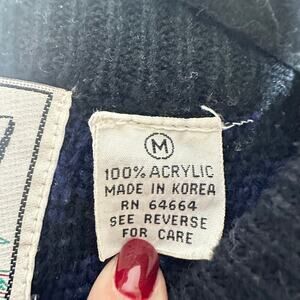 M
100% ACRYLIC
MADE IN KOREA
RN 64664
SEE REVERSE
FOR CARE